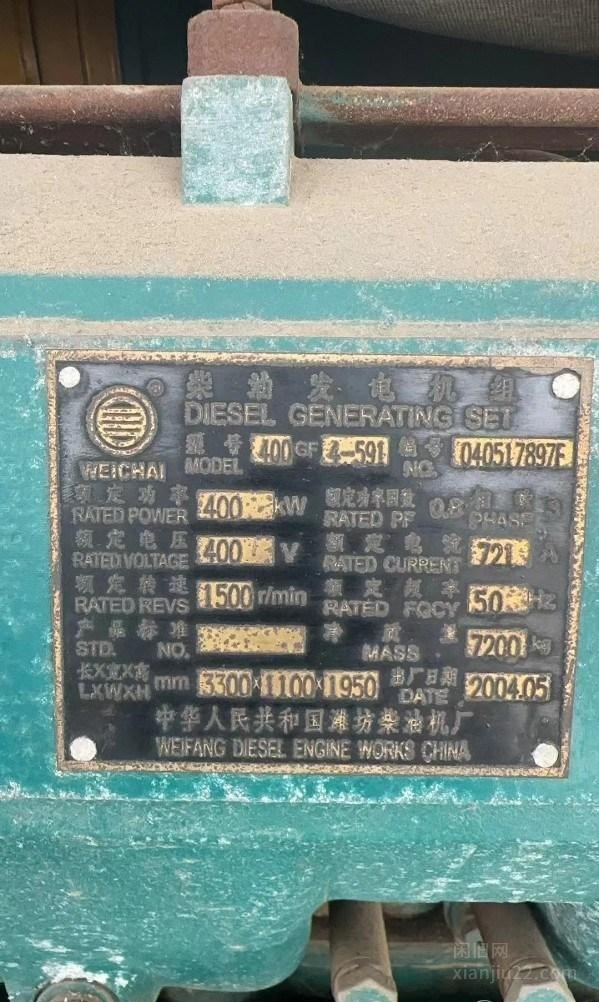 柴油发电机组
DIESEL GENERATING SET
®
WEICHAI
型号 400 GF 4-591 编号 040517897F
MODEL NO.
额定功率 400 kW 额定功率因数 0.8 相数 3
RATED POWER RATED PF PHASE
额定电压 400 V 额定电流 721 A
RATED VOLTAGE RATED CURRENT
额定转速 1500 r/min 额定频率 50 Hz
RATED REVS RATED FQCY
产品标准 净质量 7200 kg
STD. NO. MASS
长X宽X高 mm 3300x1100x1950 出厂日期 2004.05
LXWXH DATE
中华人民共和国潍坊柴油机厂
WEIFANG DIESEL ENGINE WORKS CHINA
闲旧网
xianjiu22.com